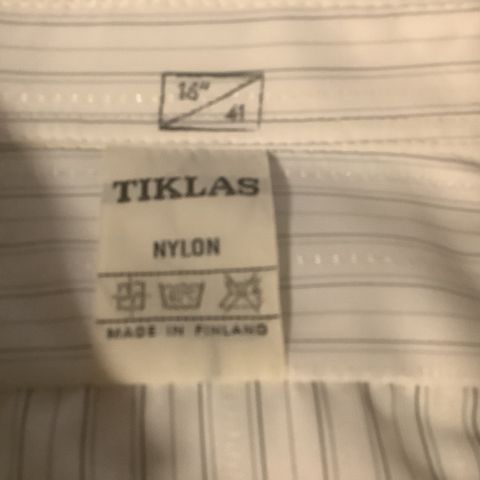 16"
41
TIKLAS
NYLON
MADE IN FINLAND